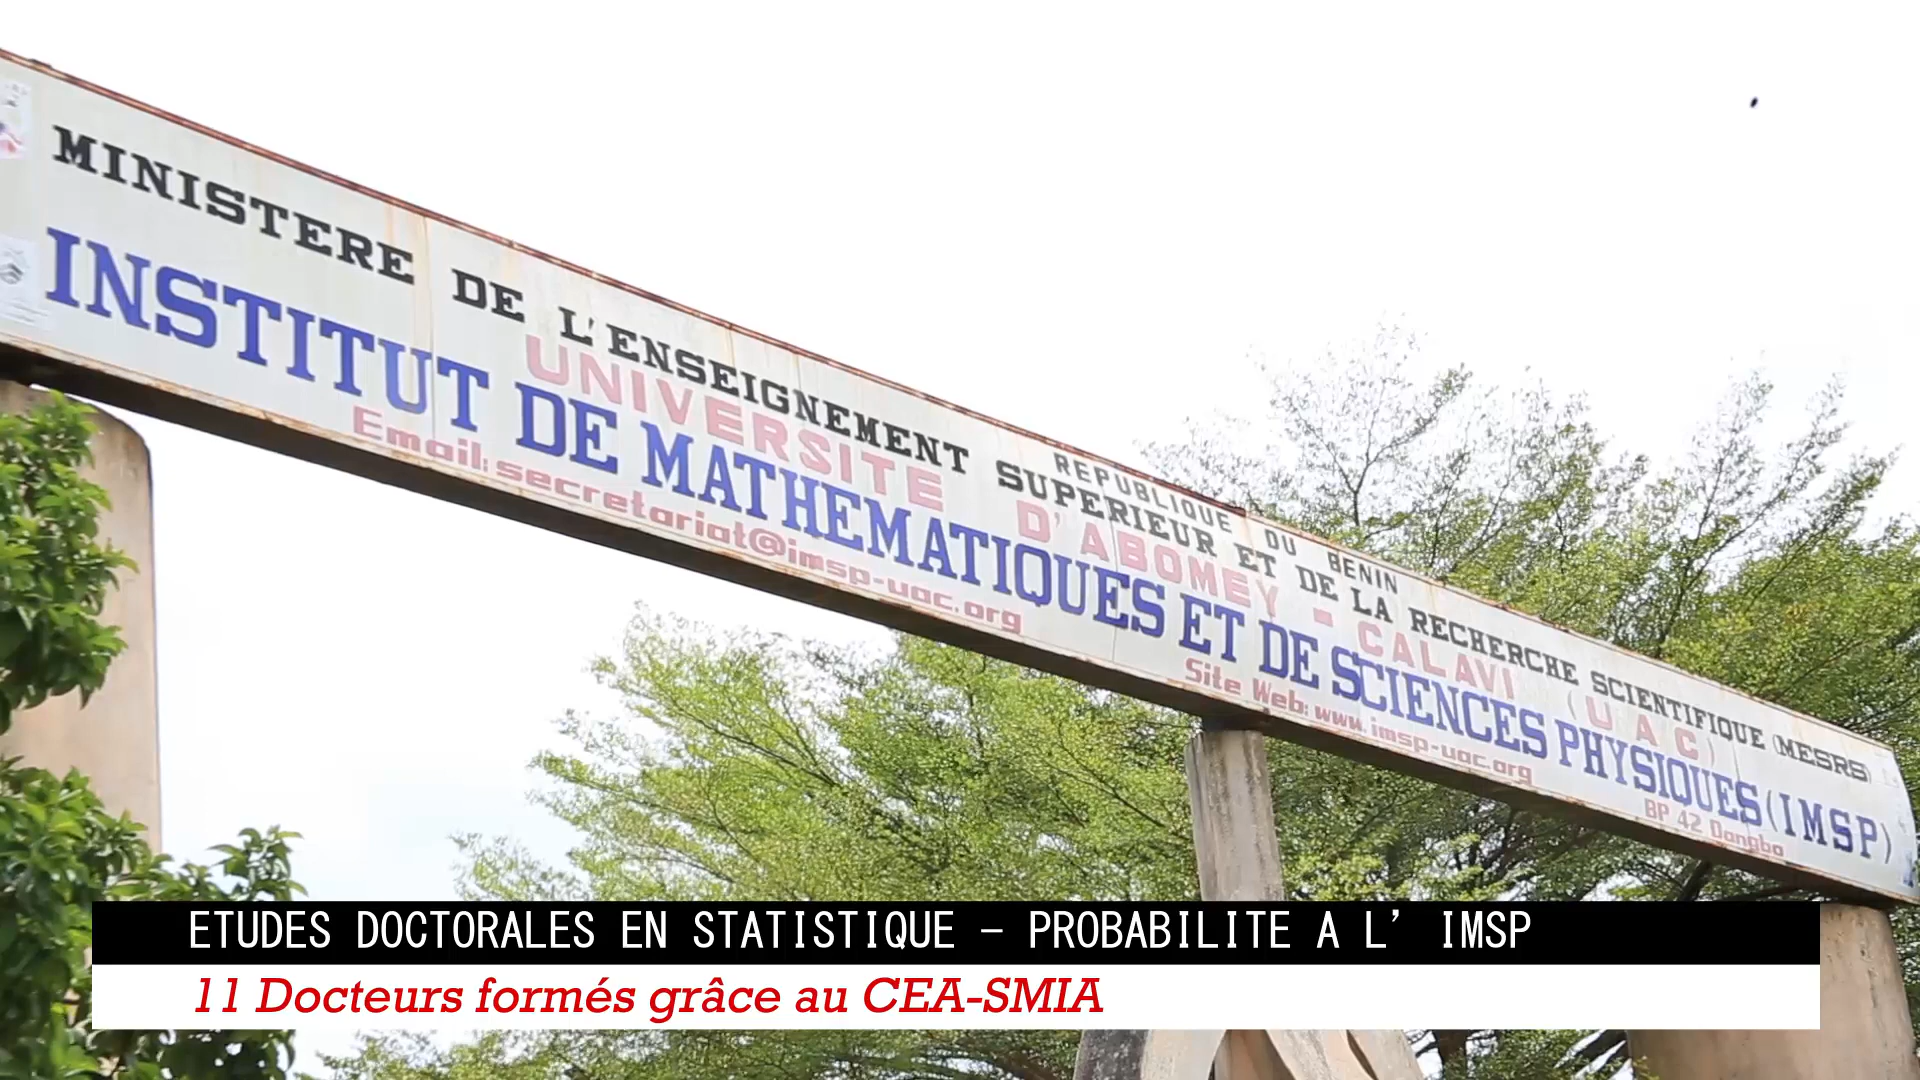 REPUBLIQUE DU BENIN
MINISTERE DE L'ENSEIGNEMENT SUPERIEUR ET DE LA RECHERCHE SCIENTIFIQUE (MESRS)
UNIVERSITE D'ABOMEY - CALAVI (UAC)
INSTITUT DE MATHEMATIQUES ET DE SCIENCES PHYSIQUES (IMSP)
Email: secretariat@imsp-uac.org Site Web: www.imsp-uac.org BP 42 Dangbo
ETUDES DOCTORALES EN STATISTIQUE – PROBABILITE A L’ IMSP
11 Docteurs formés grâce au CEA-SMIA